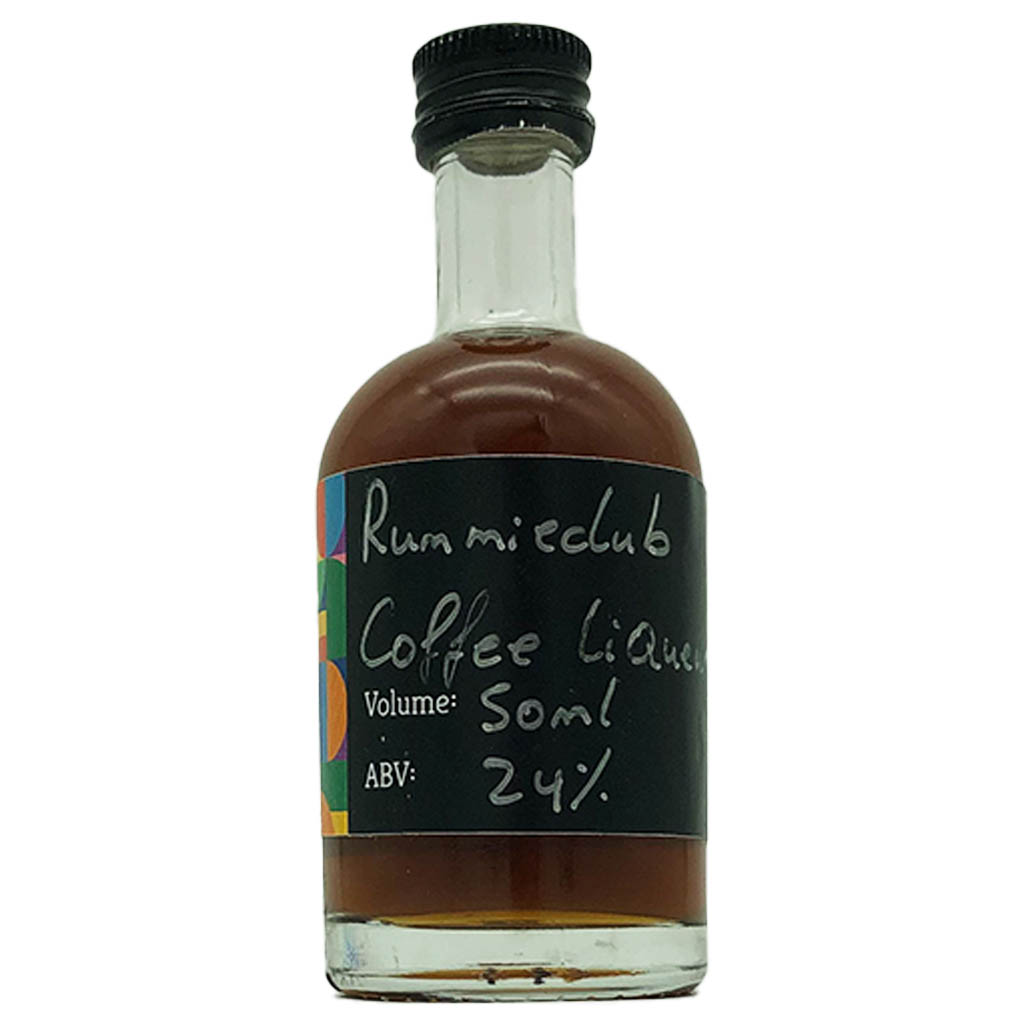 Rummieclub
Coffee Liqueu
Volume: 50ml
ABV: 24%